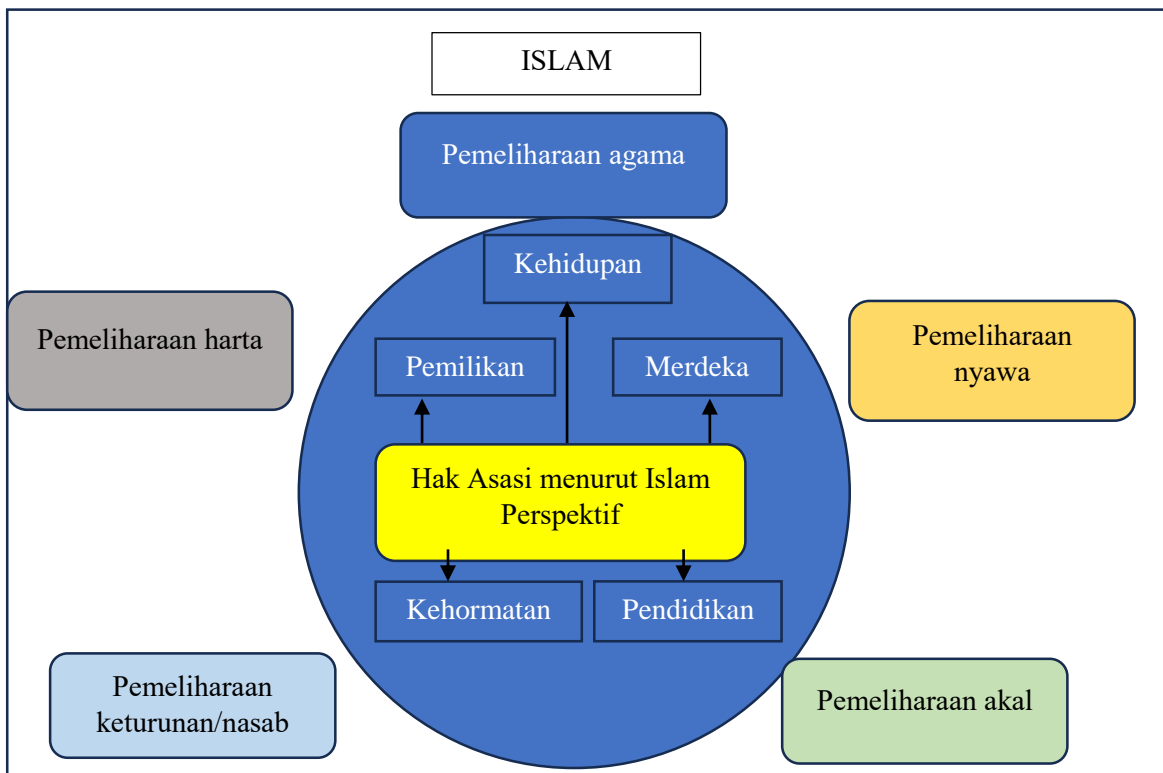 ISLAM
Pemeliharaan agama
Kehidupan
Pemeliharaan harta
Pemeliharaan
nyawa
Pemilikan
Merdeka
Hak Asasi menurut Islam
Perspektif
Kehormatan
Pendidikan
Pemeliharaan
keturunan/nasab
Pemeliharaan akal